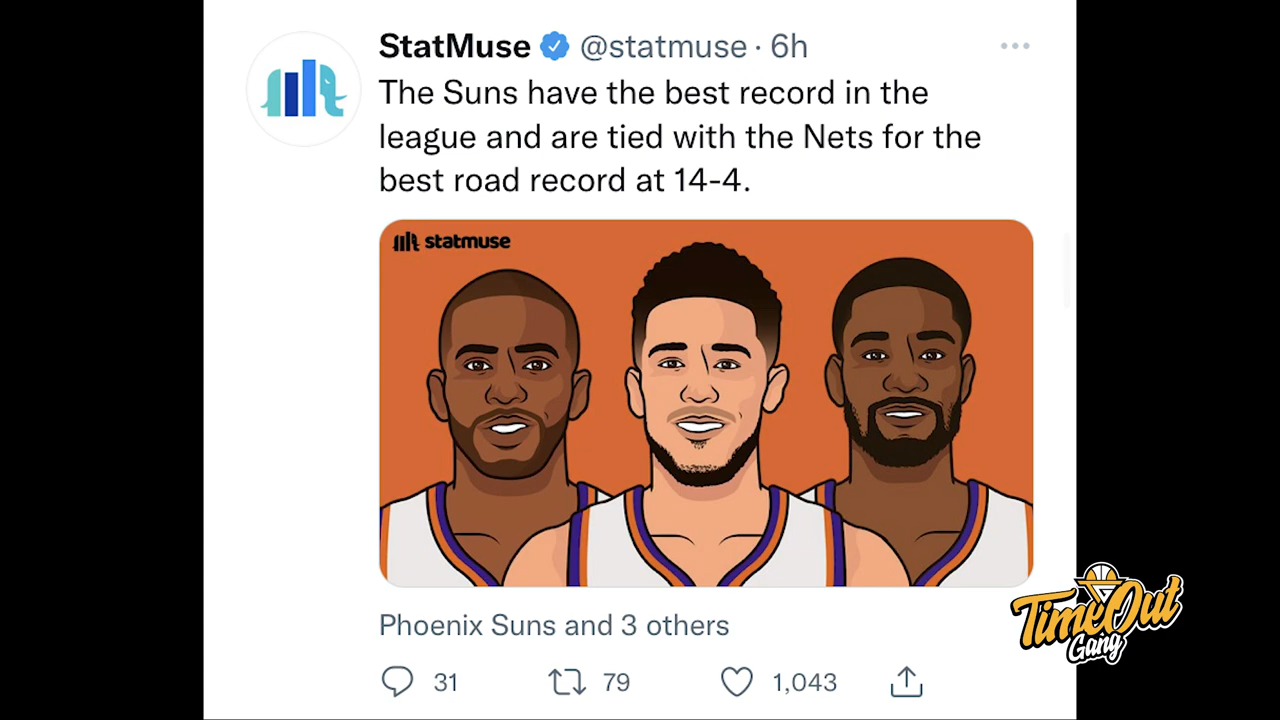 StatMuse @statmuse · 6h
The Suns have the best record in the
league and are tied with the Nets for the
best road record at 14-4.
statmuse
Phoenix Suns and 3 others
31 79 1,043
TimeOut
Gang